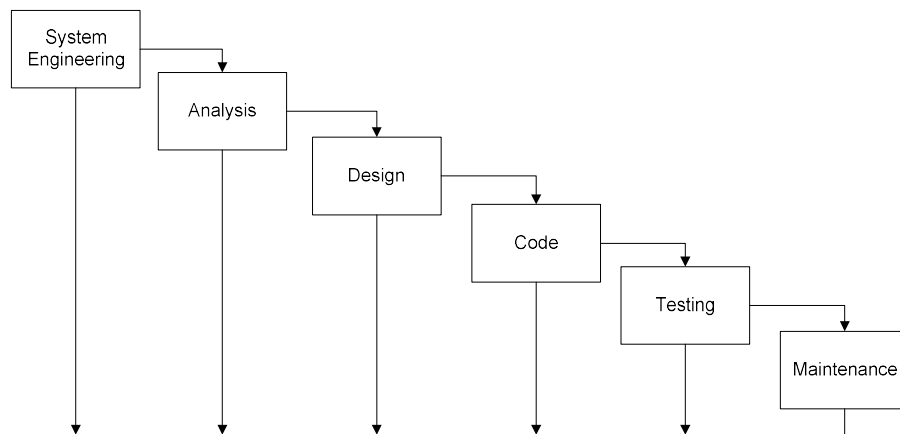 System
Engineering
Analysis
Design
Code
Testing
Maintenance